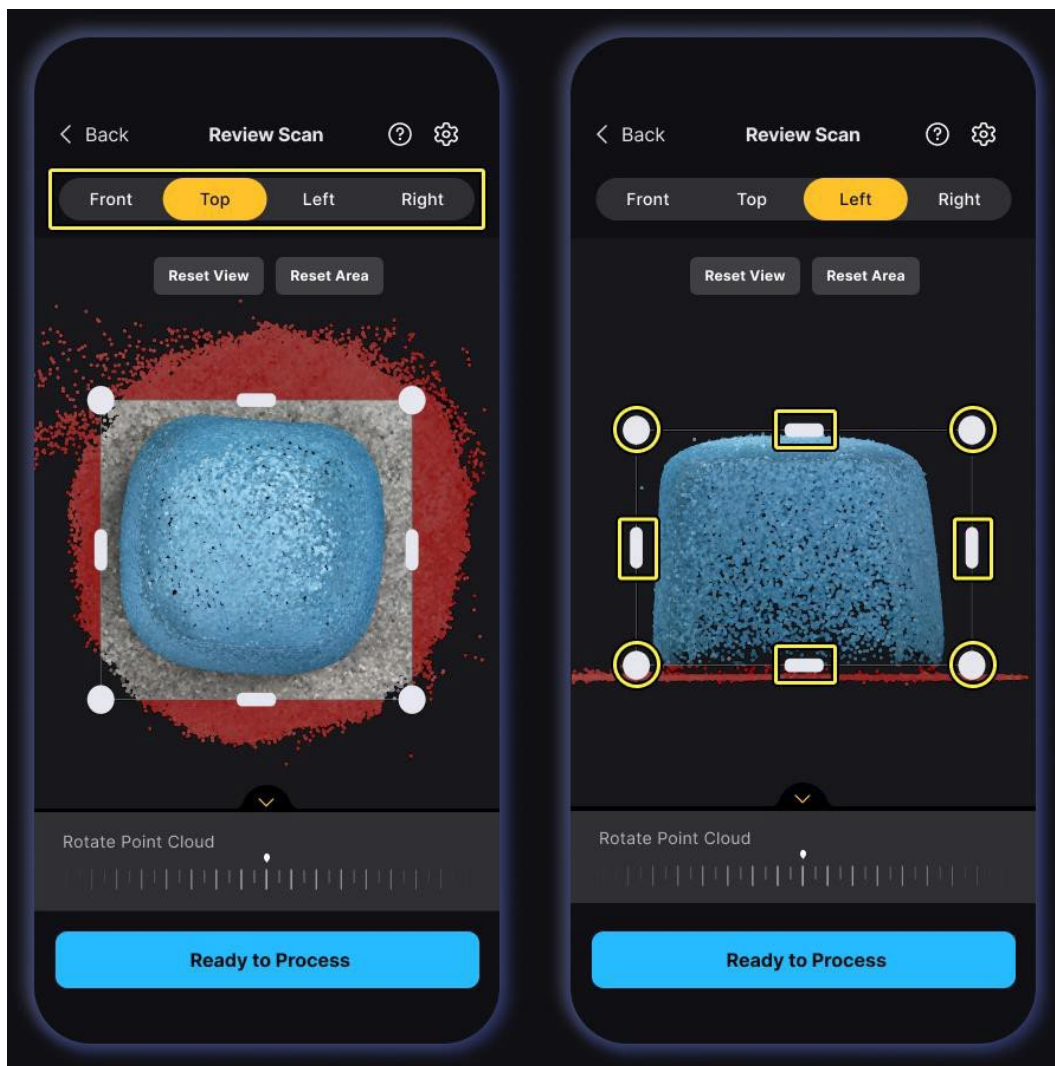 Back Review Scan
Front Top Left Right
Reset View Reset Area
Rotate Point Cloud
Ready to Process
Back Review Scan
Front Top Left Right
Reset View Reset Area
Rotate Point Cloud
Ready to Process